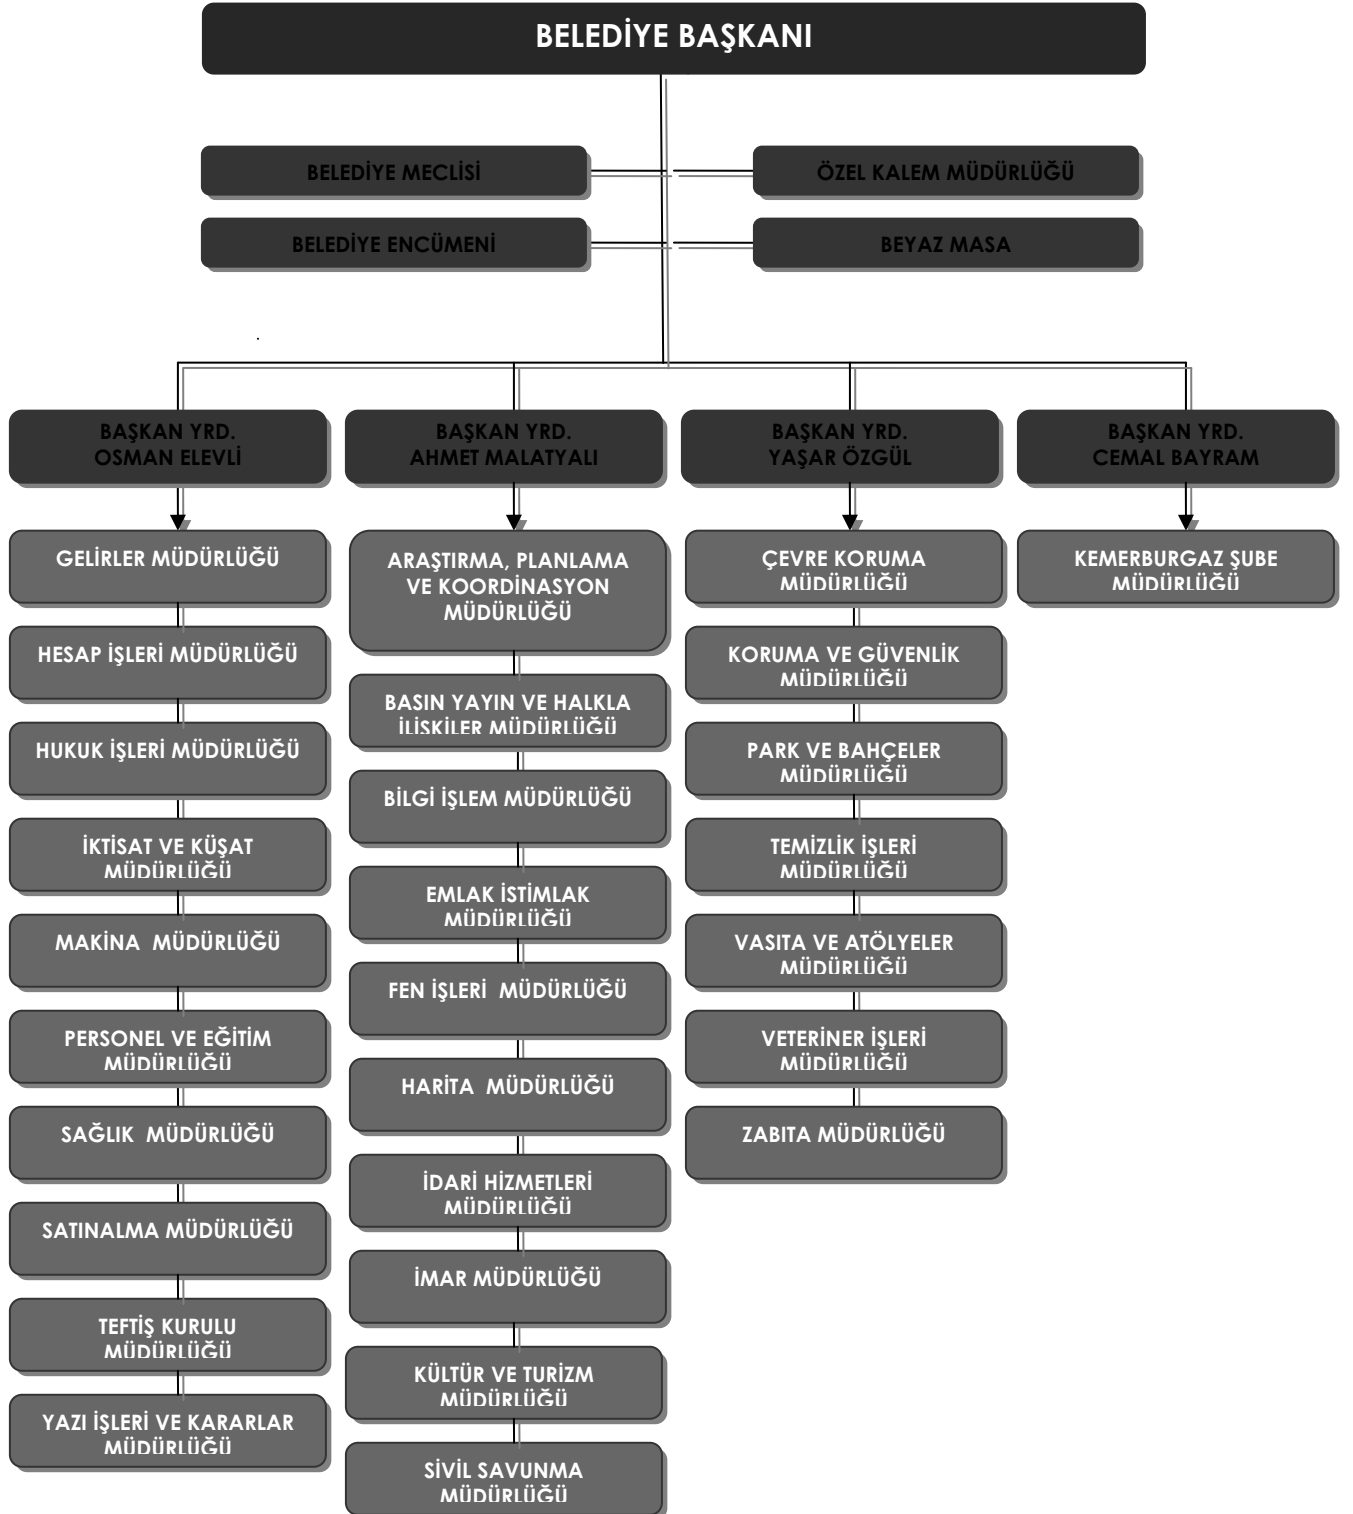 BELEDİYE BAŞKANI
BELEDİYE MECLİSİ
ÖZEL KALEM MÜDÜRLÜĞÜ
BELEDİYE ENCÜMENİ
BEYAZ MASA
.
BAŞKAN YRD.
OSMAN ELEVLİ
GELİRLER MÜDÜRLÜĞÜ
HESAP İŞLERİ MÜDÜRLÜĞÜ
HUKUK İŞLERİ MÜDÜRLÜĞÜ
İKTİSAT VE KÜŞAT
MÜDÜRLÜĞÜ
MAKİNA  MÜDÜRLÜĞÜ
PERSONEL VE EĞİTİM
MÜDÜRLÜĞÜ
SAĞLIK  MÜDÜRLÜĞÜ
SATINALMA MÜDÜRLÜĞÜ
TEFTİŞ KURULU
MÜDÜRLÜĞÜ
YAZI İŞLERİ VE KARARLAR
MÜDÜRLÜĞÜ
BAŞKAN YRD.
AHMET MALATYALI
ARAŞTIRMA, PLANLAMA
VE KOORDİNASYON
MÜDÜRLÜĞÜ
BASIN YAYIN VE HALKLA
İLİŞKİLER MÜDÜRLÜĞÜ
BİLGİ İŞLEM MÜDÜRLÜĞÜ
EMLAK İSTİMLAK
MÜDÜRLÜĞÜ
FEN İŞLERİ  MÜDÜRLÜĞÜ
HARİTA  MÜDÜRLÜĞÜ
İDARİ HİZMETLERİ
MÜDÜRLÜĞÜ
İMAR MÜDÜRLÜĞÜ
KÜLTÜR VE TURİZM
MÜDÜRLÜĞÜ
SİVİL SAVUNMA
MÜDÜRLÜĞÜ
BAŞKAN YRD.
YAŞAR ÖZGÜL
ÇEVRE KORUMA
MÜDÜRLÜĞÜ
KORUMA VE GÜVENLİK
MÜDÜRLÜĞÜ
PARK VE BAHÇELER
MÜDÜRLÜĞÜ
TEMİZLİK İŞLERİ
MÜDÜRLÜĞÜ
VASITA VE ATÖLYELER
MÜDÜRLÜĞÜ
VETERİNER İŞLERİ
MÜDÜRLÜĞÜ
ZABITA MÜDÜRLÜĞÜ
BAŞKAN YRD.
CEMAL BAYRAM
KEMERBURGAZ ŞUBE
MÜDÜRLÜĞÜ